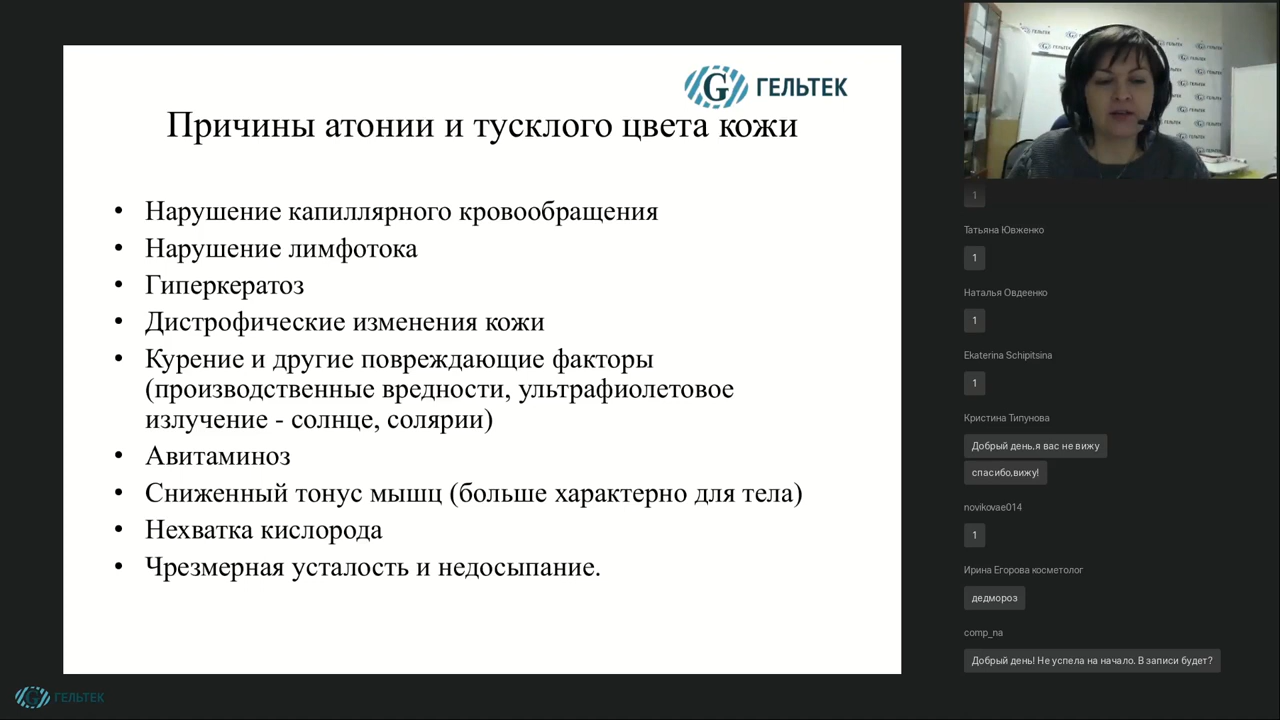 ГЕЛЬТЕК
Причины атонии и тусклого цвета кожи
• Нарушение капиллярного кровообращения
• Нарушение лимфотока
• Гиперкератоз
• Дистрофические изменения кожи
• Курение и другие повреждающие факторы
(производственные вредности, ультрафиолетовое
излучение - солнце, солярии)
• Авитаминоз
• Сниженный тонус мышц (больше характерно для тела)
• Нехватка кислорода
• Чрезмерная усталость и недосыпание.
ГЕЛЬТЕК
1
Татьяна Ювженко
1
Наталья Овдеенко
1
Ekaterina Schipitsina
1
Кристина Типунова
Добрый день.я вас не вижу
спасибо,вижу!
novikovae014
1
Ирина Егорова косметолог
дедмороз
comp_na
Добрый день! Не успела на начало. В записи будет?